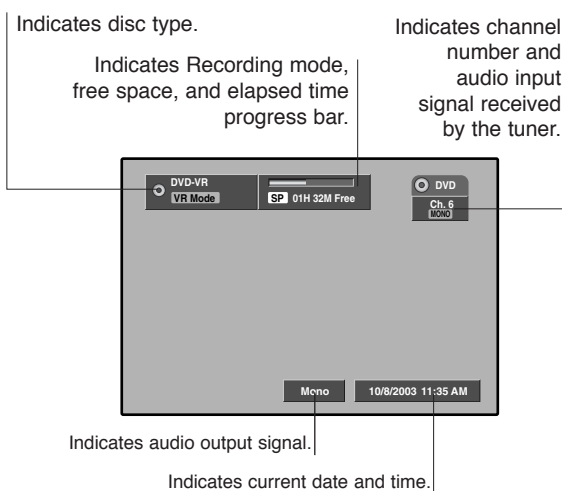 Indicates disc type.
Indicates Recording mode,
free space, and elapsed time
progress bar.
Indicates channel
number and
audio input
signal received
by the tuner.
DVD-VR
VR Mode
SP 01H 32M Free
DVD
Ch. 6
MONO
Mono
10/8/2003 11:35 AM
Indicates audio output signal.
Indicates current date and time.